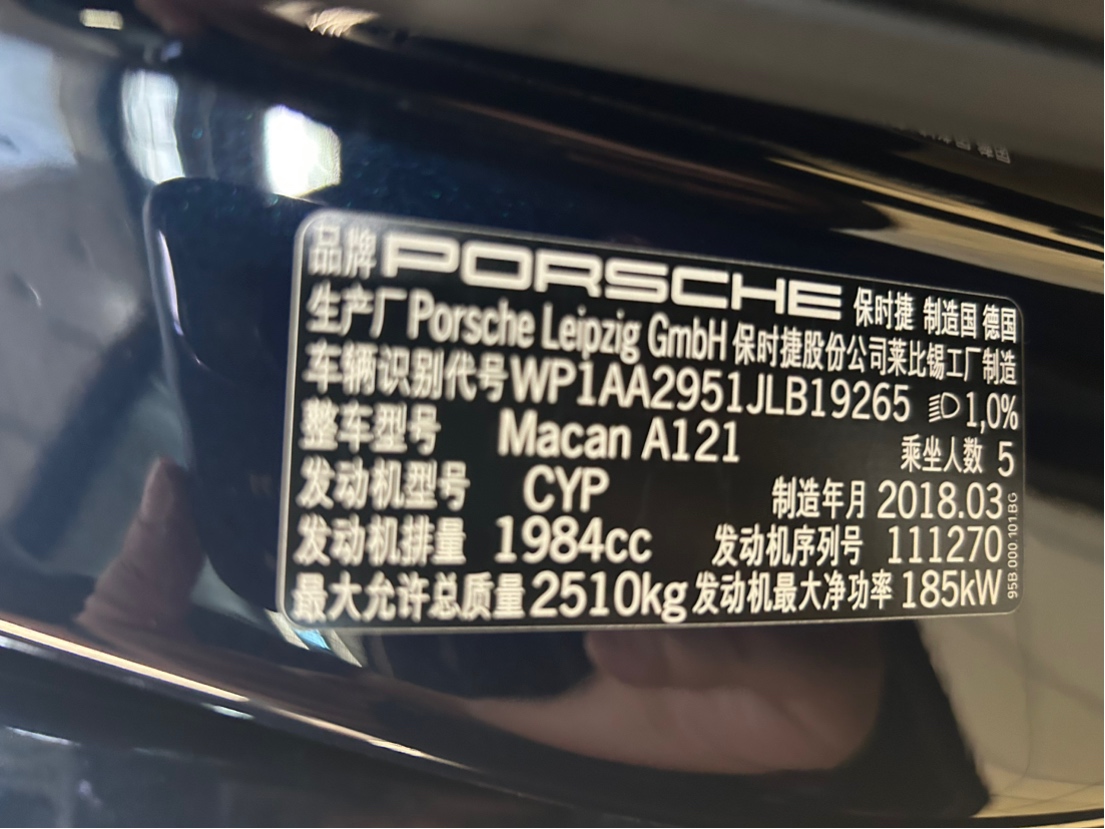 品牌 PORSCHE 保时捷 制造国 德国
生产厂 Porsche Leipzig GmbH 保时捷股份公司莱比锡工厂制造
车辆识别代号 WP1AA2951JLB19265 1,0%
整车型号 Macan A121 乘坐人数 5
发动机型号 CYP 制造年月 2018.03
发动机排量 1984cc 发动机序列号 111270
最大允许总质量 2510kg 发动机最大净功率 185kW
95B 000 101 BG